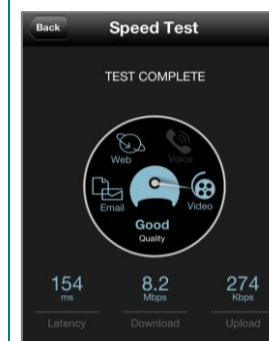 Back
Speed Test
TEST COMPLETE
Web
Voice
Email
Video
Good
Quality
154
8.2
274
ms
Mbps
Kbps
Latency
Download
Upload